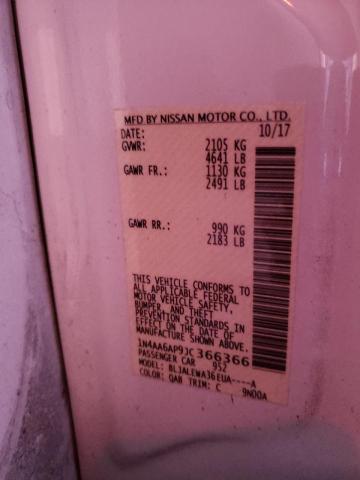 MFD BY NISSAN MOTOR CO., LTD.
DATE: 10/17
GVWR: 2105 KG
4641 LB
GAWR FR.: 1130 KG
2491 LB
GAWR RR.: 990 KG
2183 LB
THIS VEHICLE CONFORMS TO
ALL APPLICABLE FEDERAL
MOTOR VEHICLE SAFETY,
BUMPER, AND THEFT
PREVENTION STANDARDS IN
EFFECT ON THE DATE OF
MANUFACTURE SHOWN ABOVE.
1N4AA6AP9JC366366
PASSENGER CAR 952
MODEL: BLJALEWA36EUA----A
COLOR: QAB TRIM: C 9N00A